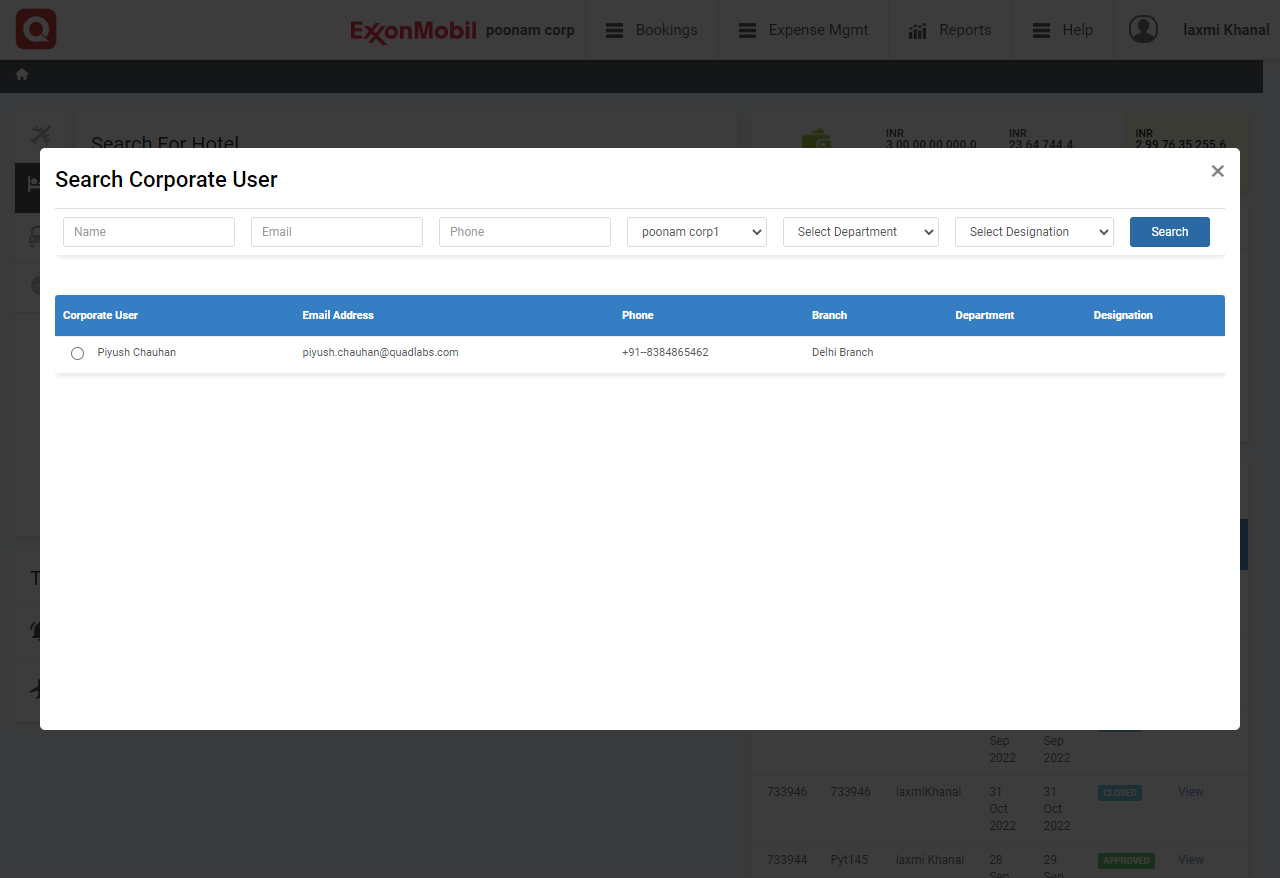 ExxonMobil poonam corp Bookings Expense Mgmt Reports Help laxmi Khanal
Search For Hotel
INR INR INR
3,00,00,00,000.0 23,64,744.4 2,99,76,35,255.6
Search Corporate User ×
Name Email Phone poonam corp1 Select Department Select Designation Search
Corporate User Email Address Phone Branch Department Designation
Piyush Chauhan piyush.chauhan@quadlabs.com +91--8384865462 Delhi Branch
T
Sep Sep
2022 2022
733946 733946 laxmiKhanal 31 31 CLOSED View
Oct Oct
2022 2022
733944 Pyt145 laxmi Khanal 28 29 APPROVED View
Sep Sep